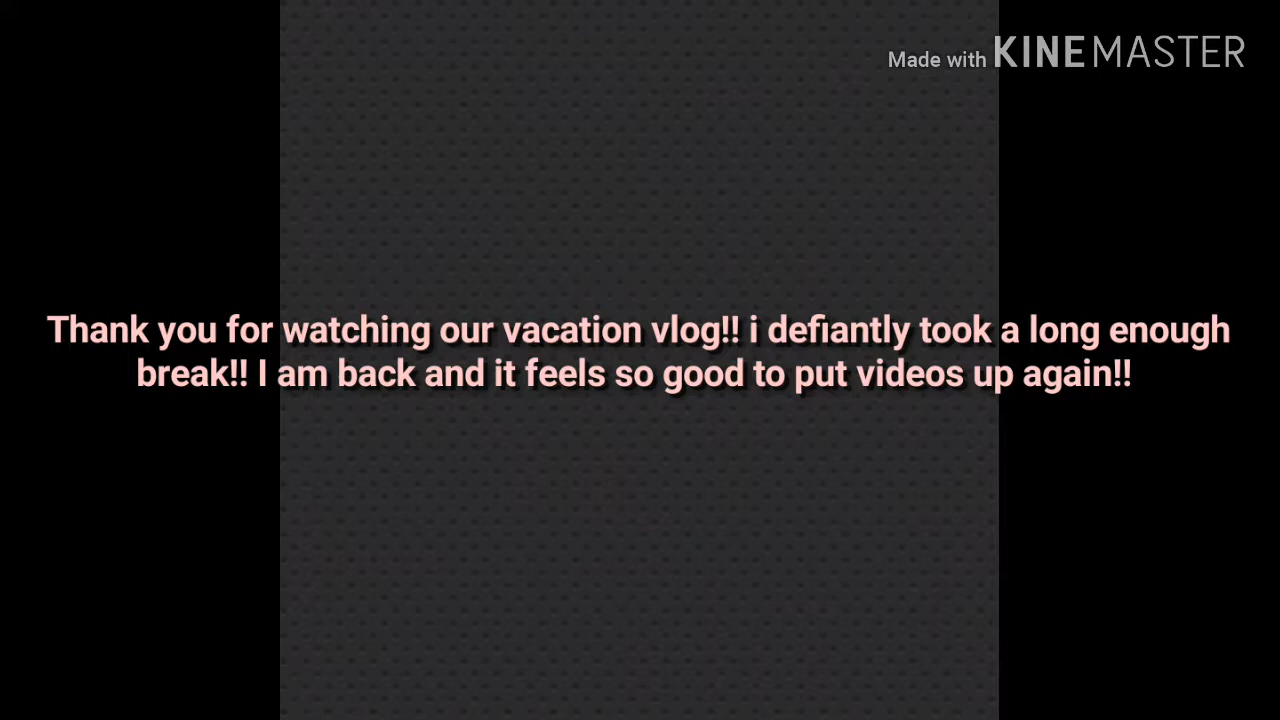 Made with KINEMASTER
Thank you for watching our vacation vlog!! i defiantly took a long enough
break!! I am back and it feels so good to put videos up again!!